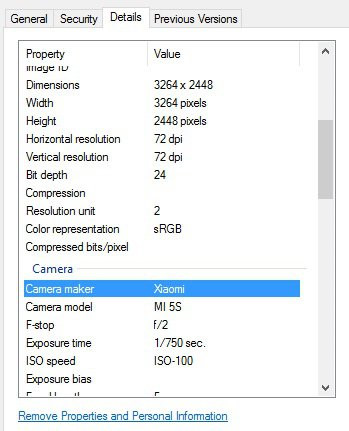 General Security Details Previous Versions
Property Value
Image ID
Dimensions 3264 x 2448
Width 3264 pixels
Height 2448 pixels
Horizontal resolution 72 dpi
Vertical resolution 72 dpi
Bit depth 24
Compression
Resolution unit 2
Color representation sRGB
Compressed bits/pixel
Camera
Camera maker Xiaomi
Camera model MI 5S
F-stop f/2
Exposure time 1/750 sec.
ISO speed ISO-100
Exposure bias
Remove Properties and Personal Information